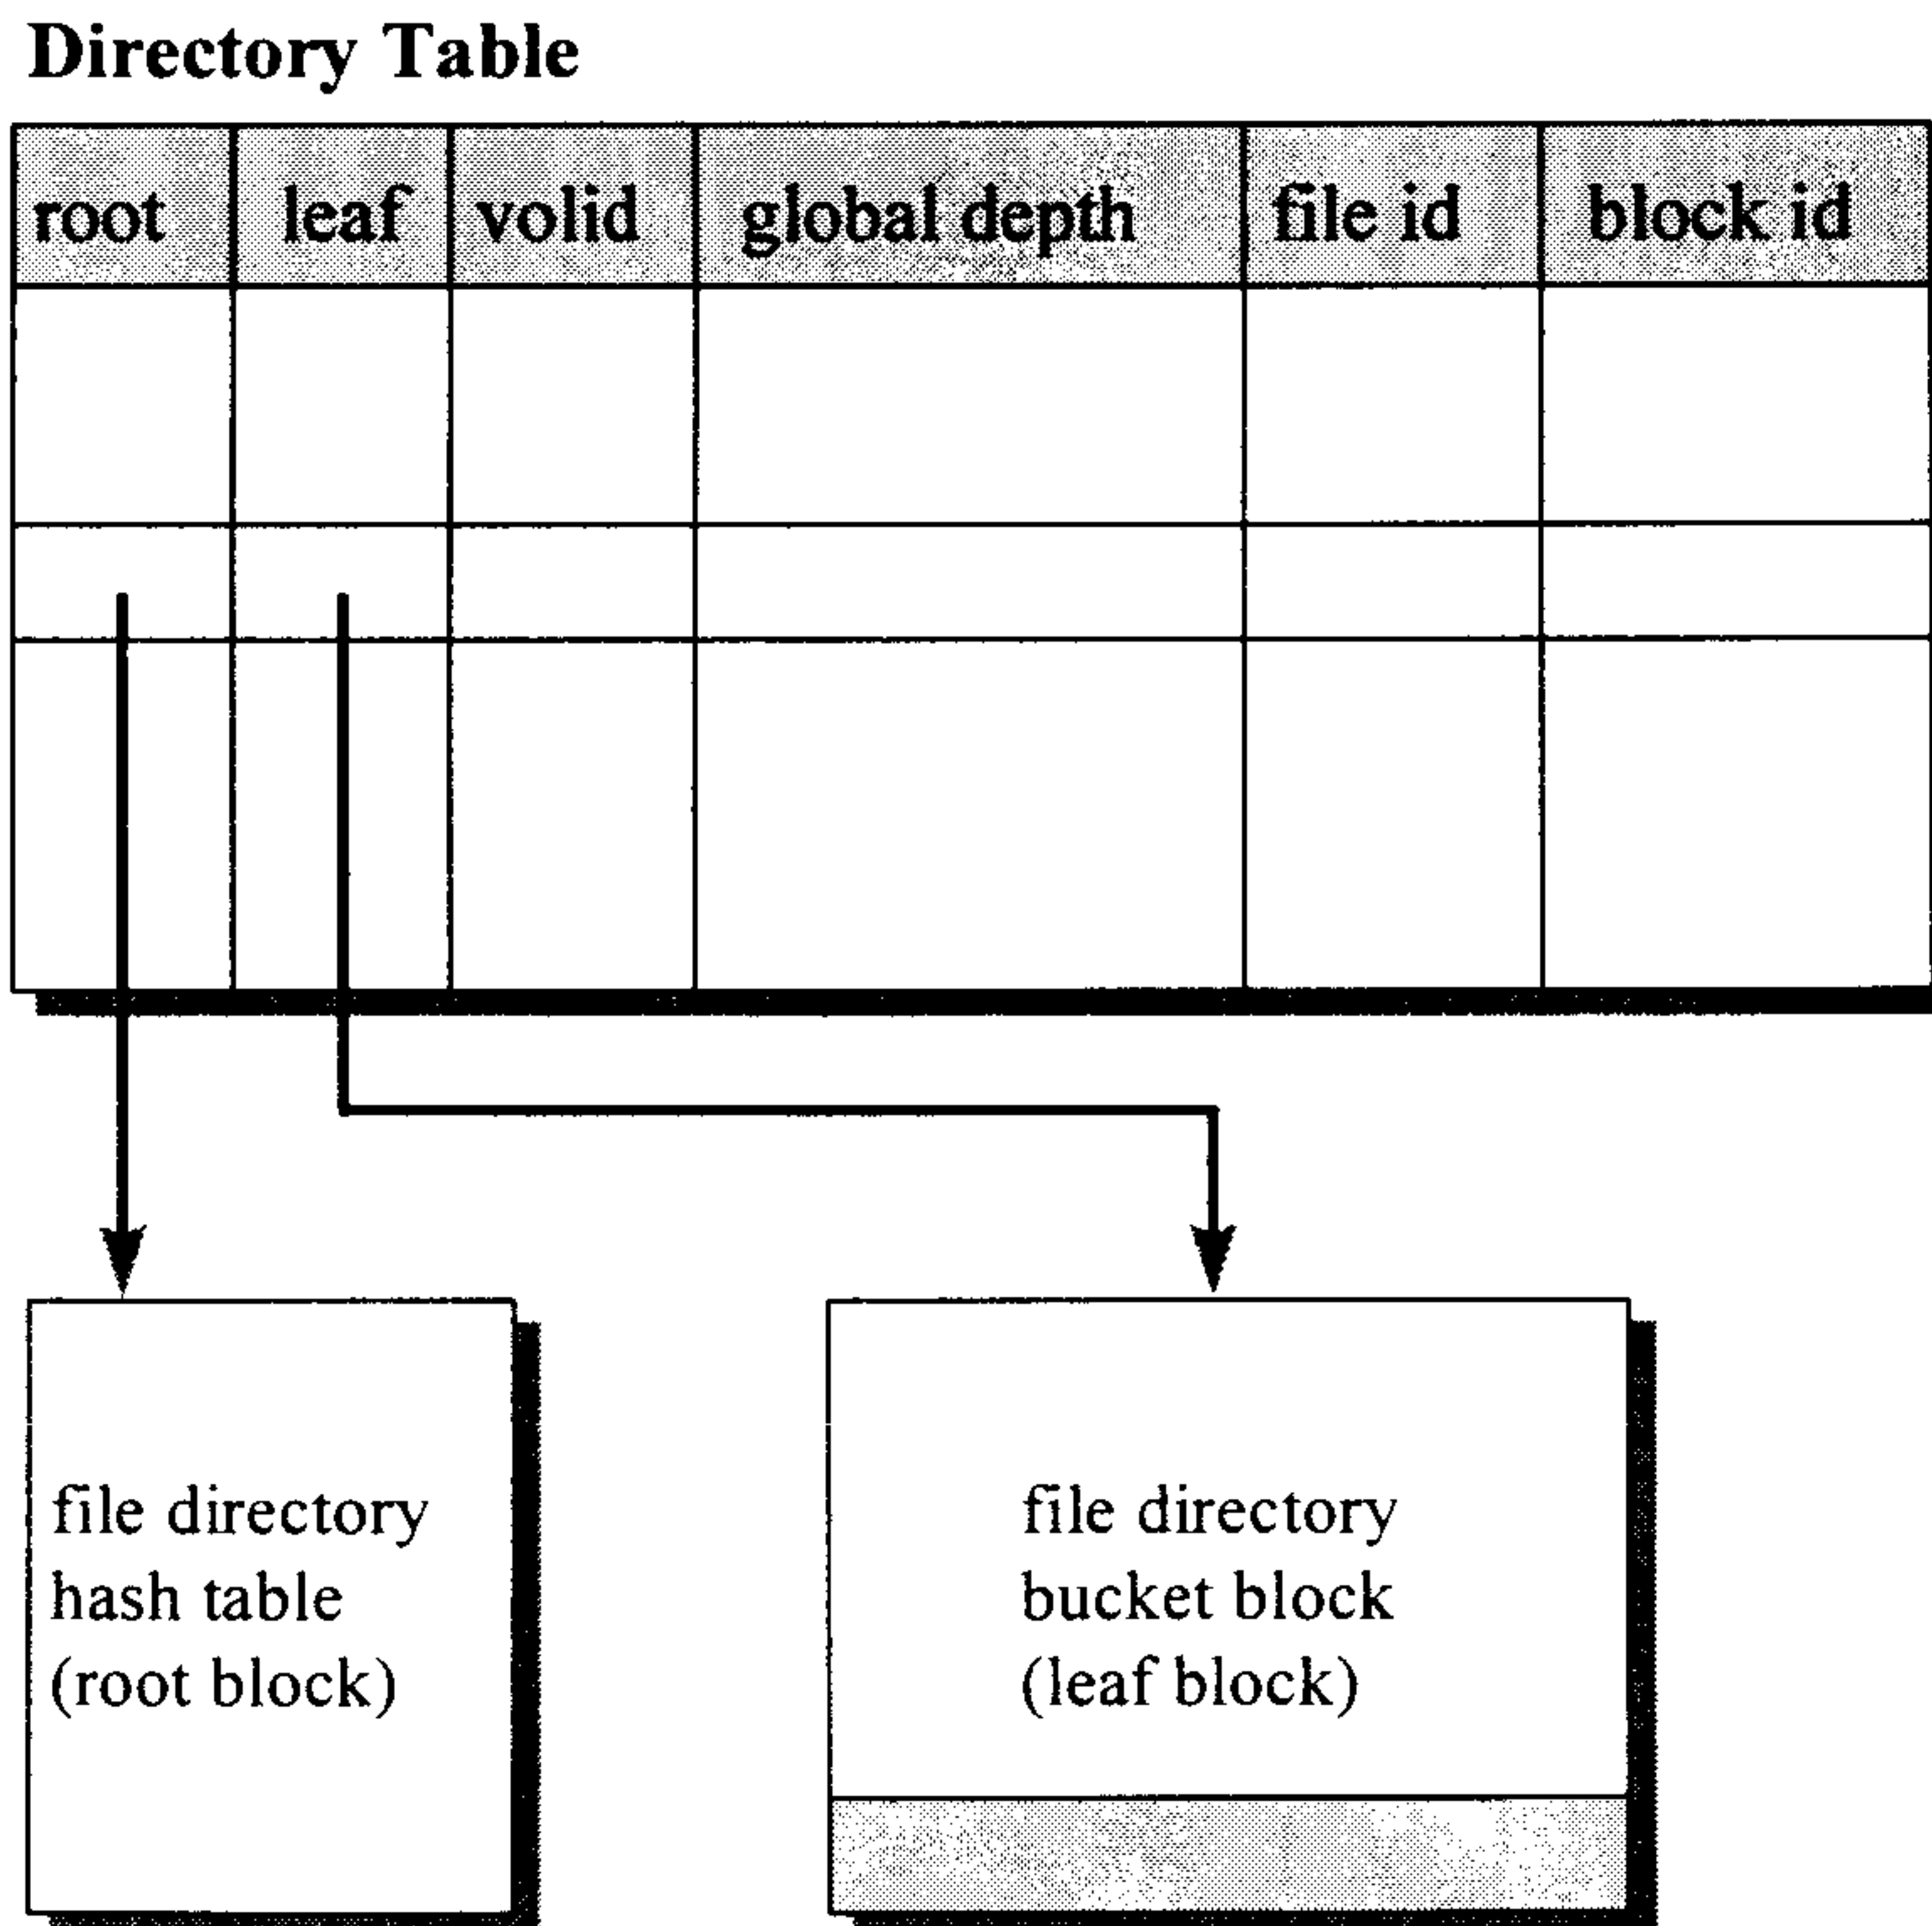 Directory Table
root leaf volid global depth file id block id
file directory
hash table
(root block)
file directory
bucket block
(leaf block)